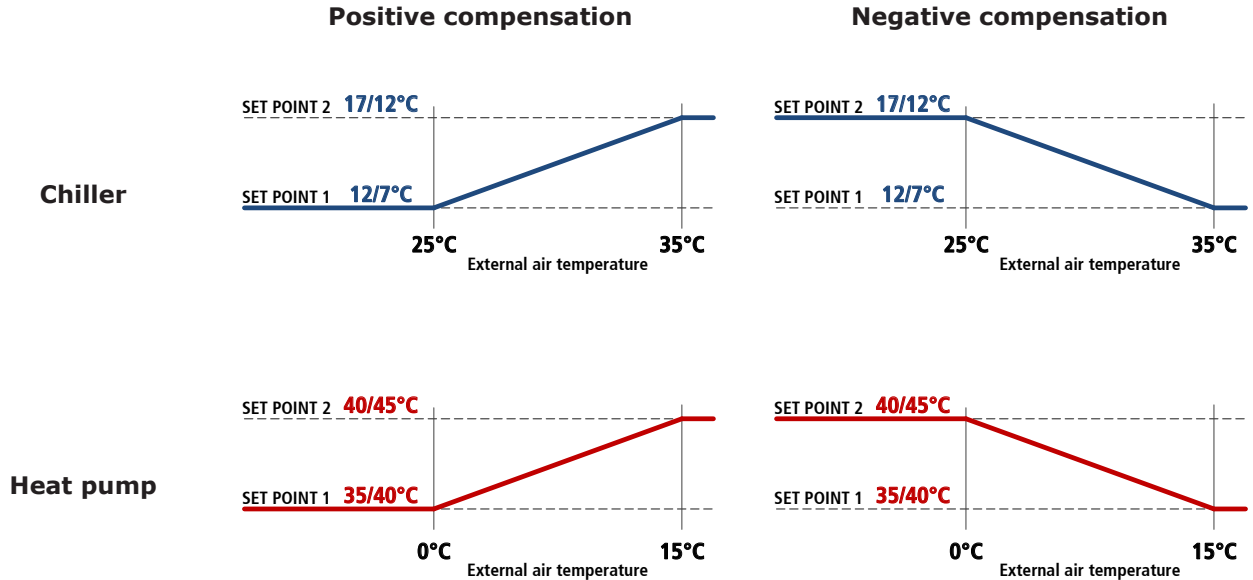 Positive compensation
Negative compensation
Chiller
SET POINT 2 17/12°C
SET POINT 1 12/7°C
25°C
35°C
External air temperature
SET POINT 2 17/12°C
SET POINT 1 12/7°C
25°C
35°C
External air temperature
Heat pump
SET POINT 2 40/45°C
SET POINT 1 35/40°C
0°C
15°C
External air temperature
SET POINT 2 40/45°C
SET POINT 1 35/40°C
0°C
15°C
External air temperature